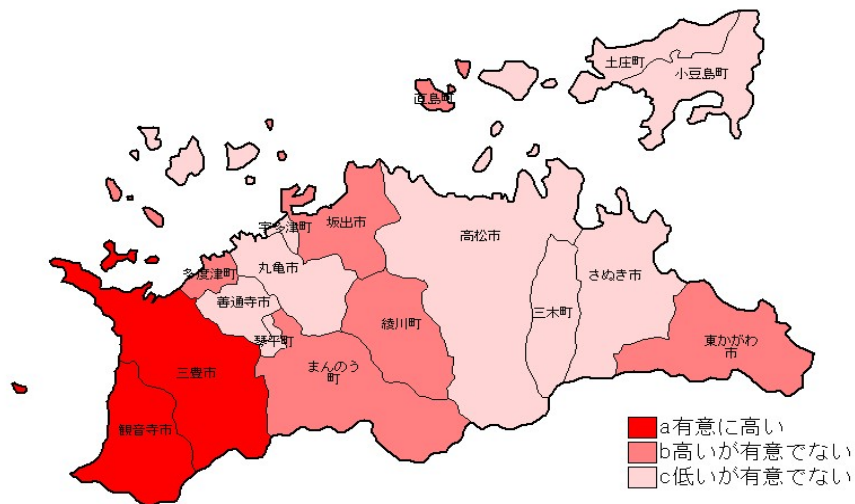 土庄町
小豆島町
直島町
宇多津町
坂出市
高松市
多度津町
丸亀市
さぬき市
善通寺市
三木町
綾川町
琴平町
東かがわ
市
まんのう
町
三豊市
観音寺市
a有意に高い
b高いが有意でない
c低いが有意でない